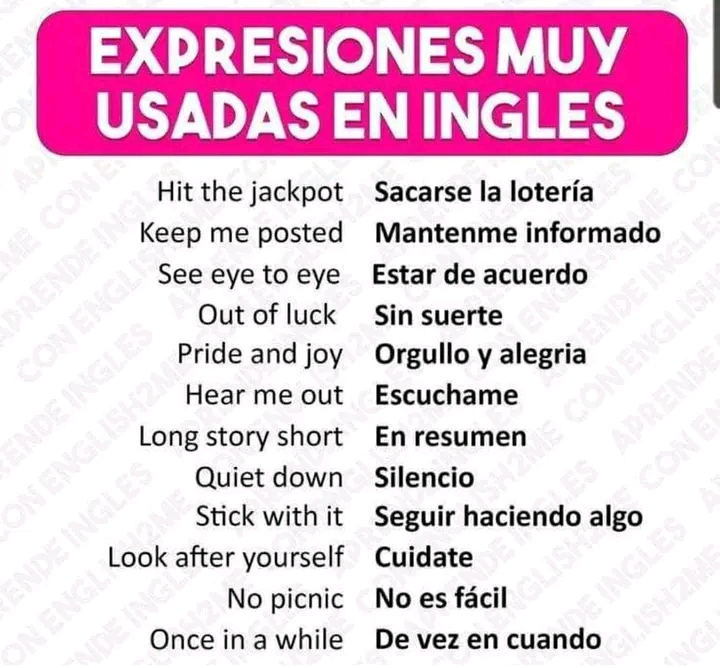 EXPRESIONES MUY
USADAS EN INGLES
Hit the jackpot Sacarse la lotería
Keep me posted Mantenme informado
See eye to eye Estar de acuerdo
Out of luck Sin suerte
Pride and joy Orgullo y alegria
Hear me out Escuchame
Long story short En resumen
Quiet down Silencio
Stick with it Seguir haciendo algo
Look after yourself Cuidate
No picnic No es fácil
Once in a while De vez en cuando
APRENDE INGLES
CON ENGLISH2ME